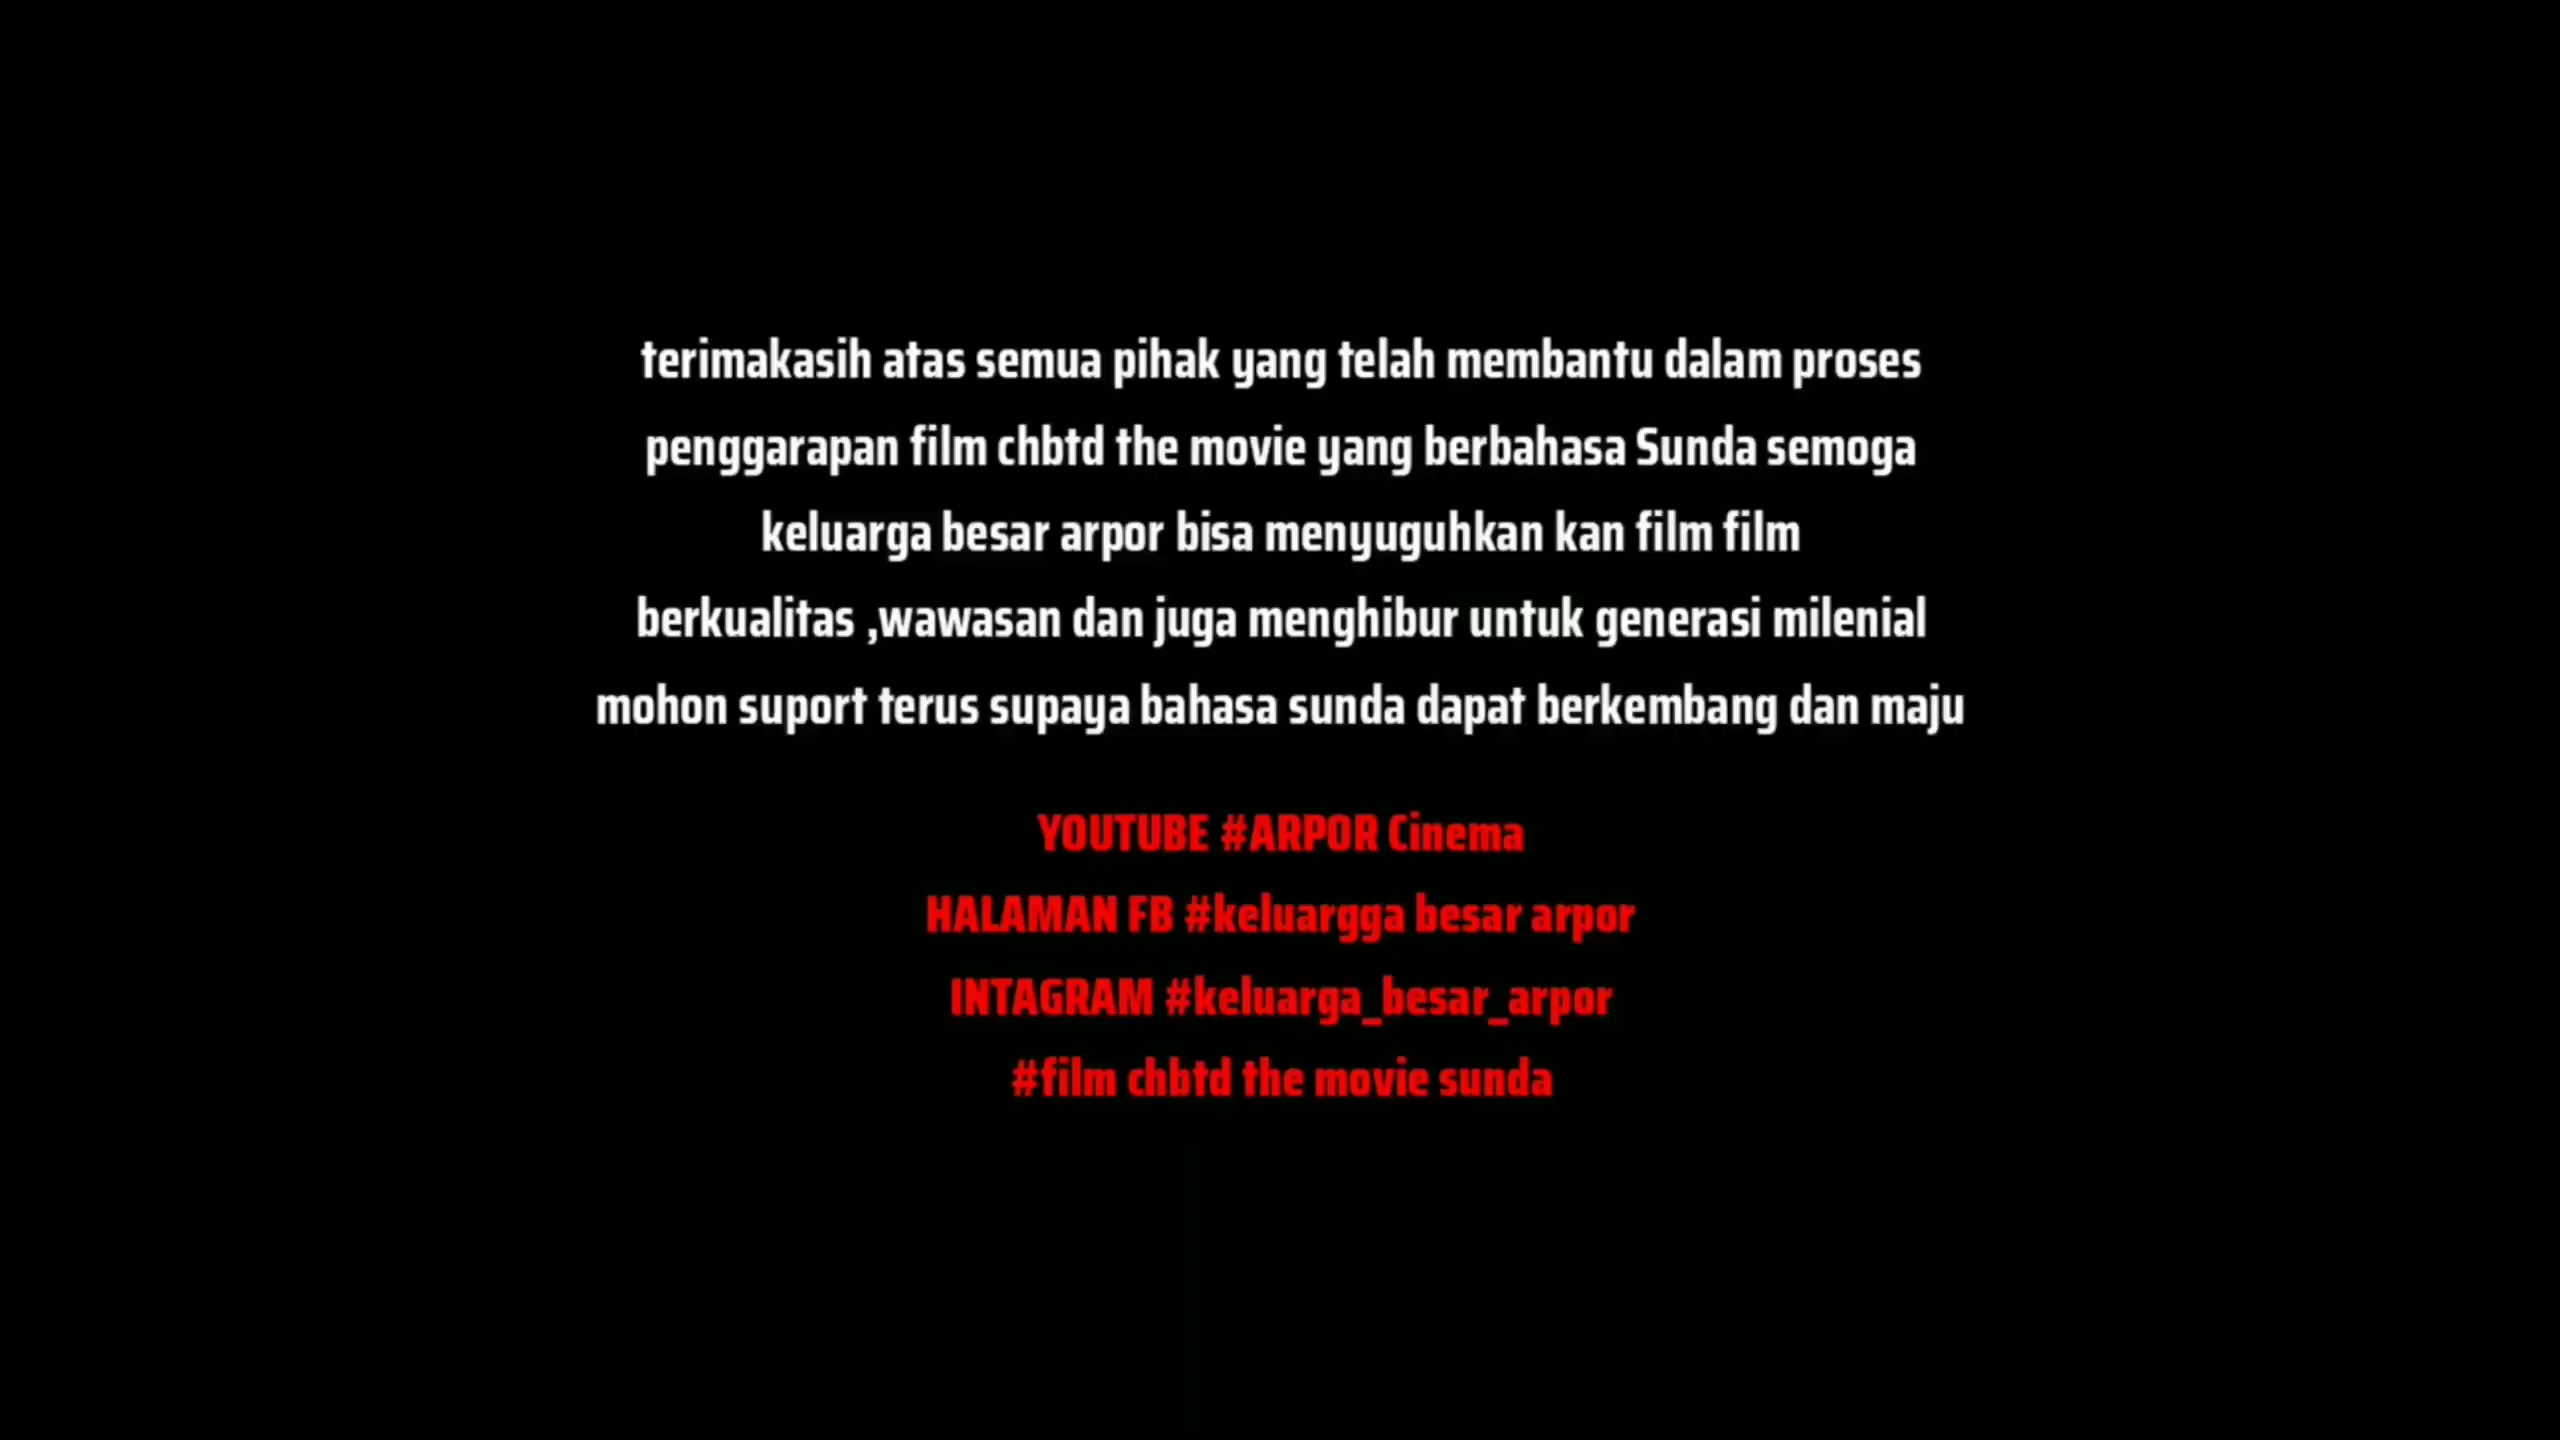 terimakasih atas semua pihak yang telah membantu dalam proses
penggarapan film chbtd the movie yang berbahasa Sunda semoga
keluarga besar arpor bisa menyuguhkan kan film film
berkualitas ,wawasan dan juga menghibur untuk generasi milenial
mohon suport terus supaya bahasa sunda dapat berkembang dan maju
YOUTUBE #ARPOR Cinema
HALAMAN FB #keluargga besar arpor
INTAGRAM #keluarga_besar_arpor
#film chbtd the movie sunda